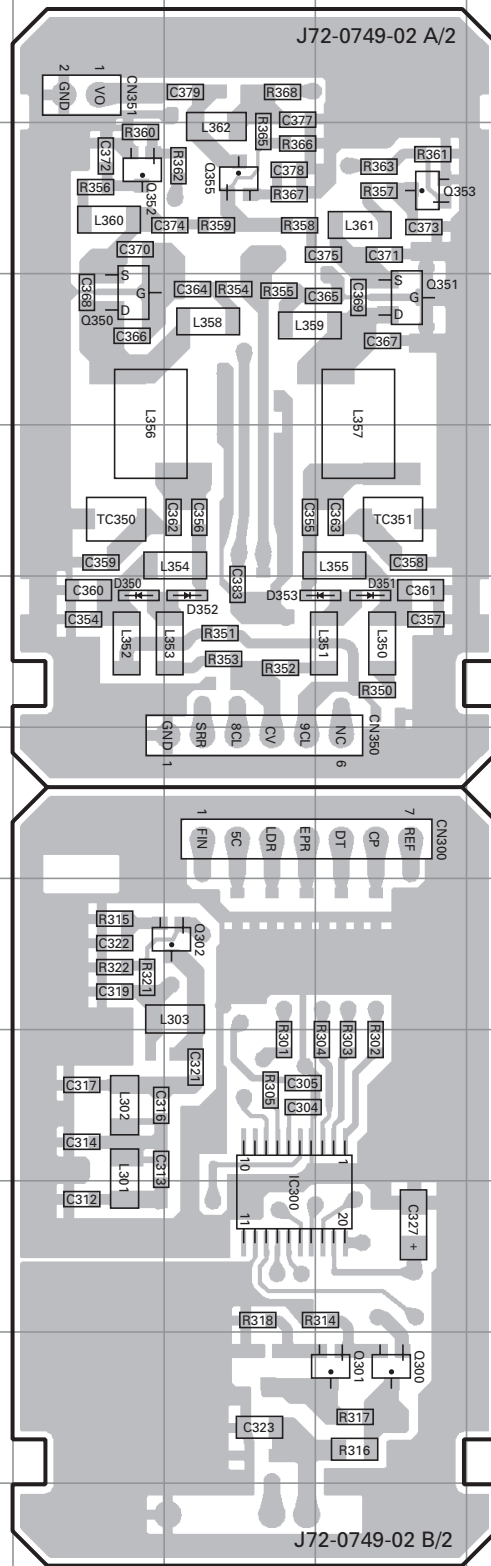 J72-0749-02 A/2
2 1 CN351
GND VO
C379 R368
C377
L362 R365
R360 R366
C372 R362 Q355 C378 R363 R361
R356 Q352 R367 R357 Q353
L360 C374 R359 R358 L361 C373
C370 C375 C371
S S
C368 G C364 R354 R355 C365 C369 G Q351
Q350 D D
C366 L358 L359 C367
L356 L357
TC350 C362 C356 C355 C363 TC351
C359 L354 L355 C358
C360 D350 D352 C383 D353 D351 C361
C354 C357
L352 L353 R351 L351 L350
R353 R352
R350
GND SRR 8CL CV 9CL NC CN350
1 6
1 7 CN300
FIN 5C LDR EPR DT CP REF
R315 Q302
C322
R322 R321
C319
L303
R301 R304 R303 R302
C321
C317 R305 C305
L302 C316 C304
C314
L301 C313 10 1
C312 IC300
11 20 C327
+
R318 R314
Q301 Q300
R317
C323
R316
J72-0749-02 B/2